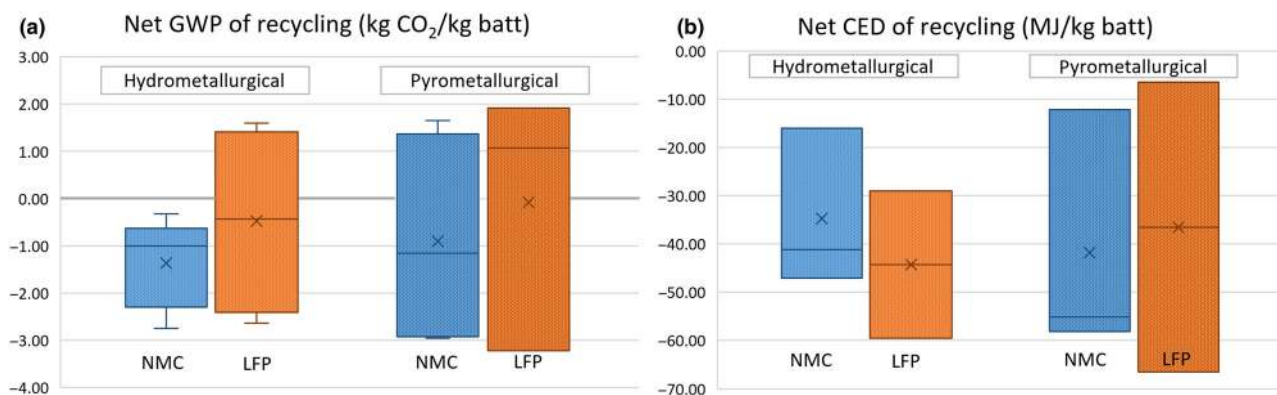 (a) Net GWP of recycling (kg CO₂/kg batt)
3.00
2.00
1.00
0.00
−1.00
−2.00
−3.00
−4.00
Hydrometallurgical
Pyrometallurgical
NMC
LFP
NMC
LFP
(b) Net CED of recycling (MJ/kg batt)
0.00
−10.00
−20.00
−30.00
−40.00
−50.00
−60.00
−70.00
Hydrometallurgical
Pyrometallurgical
NMC
LFP
NMC
LFP